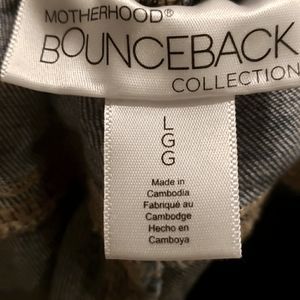 MOTHERHOOD®
BOUNCEBACK
COLLECTION
L
G
G
Made in
Cambodia
Fabriqué au
Cambodge
Hecho en
Camboya